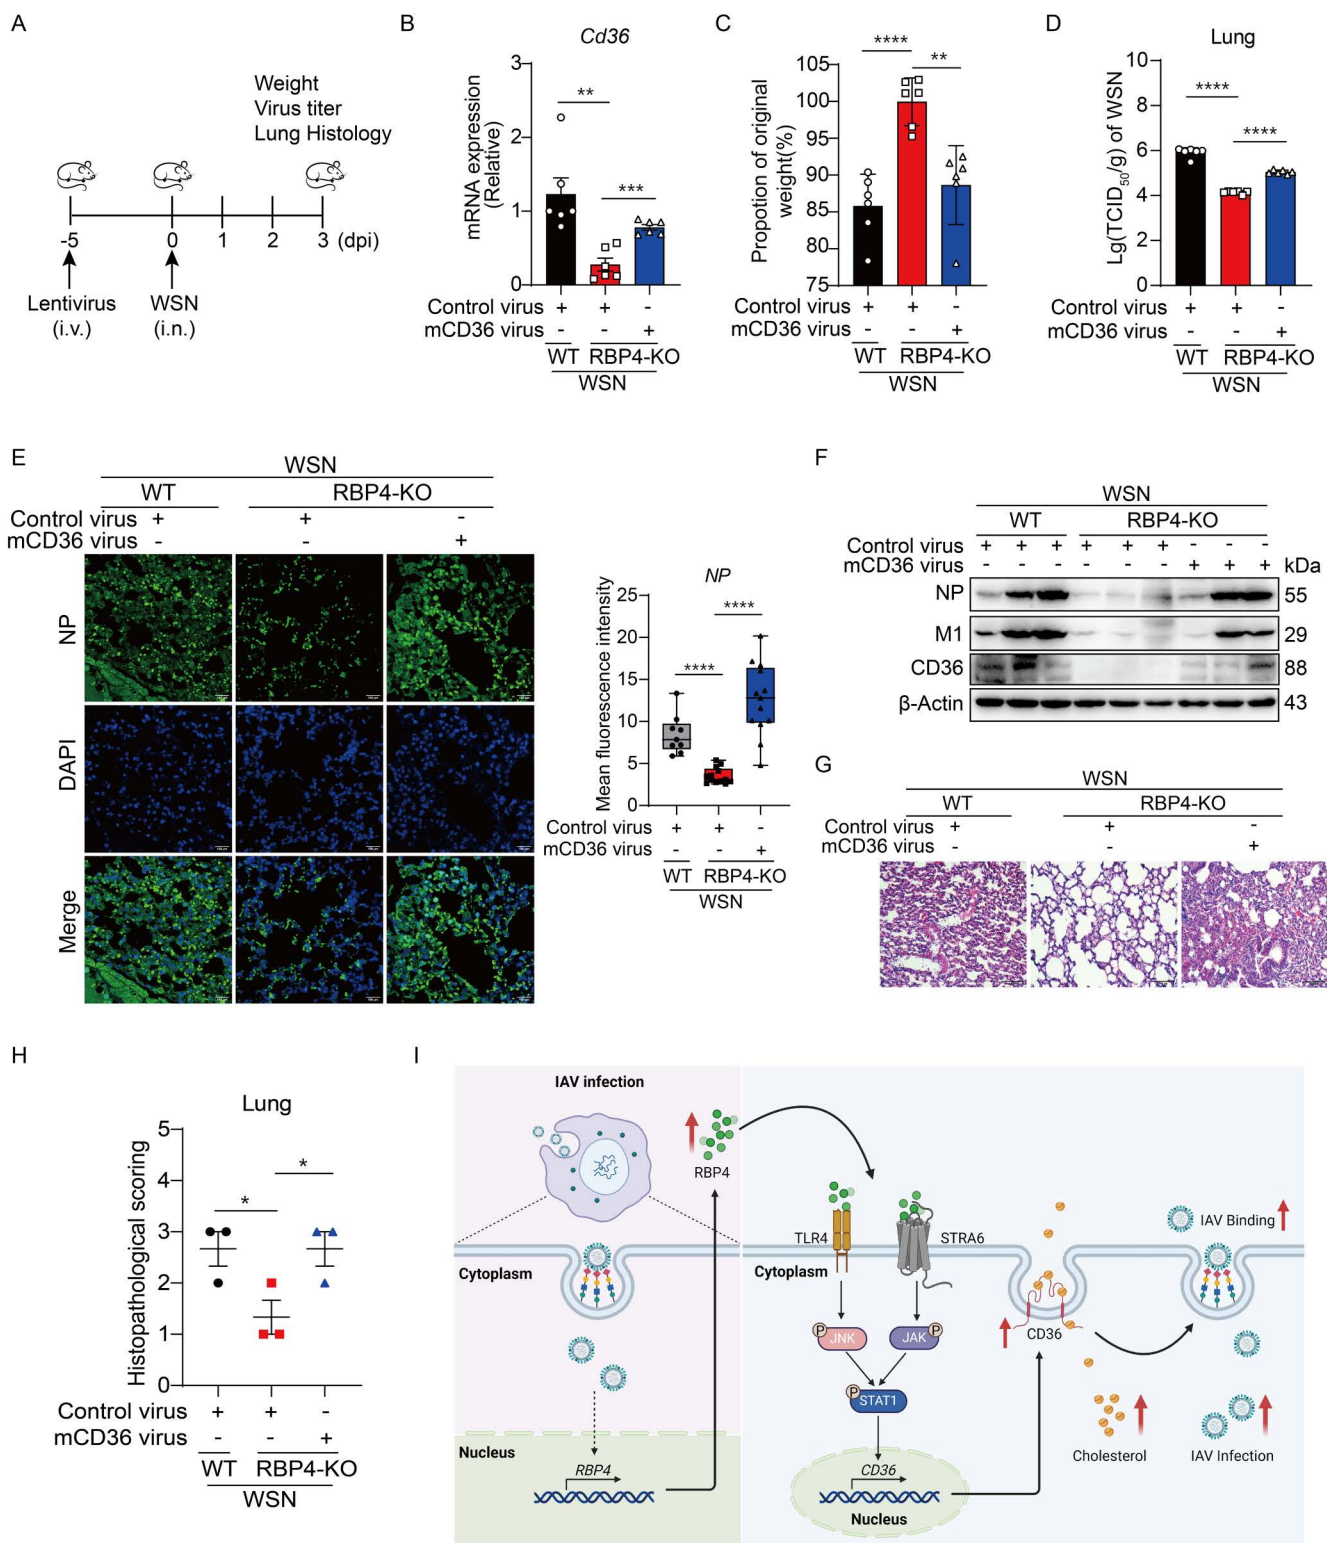 A
Weight
Virus titer
Lung Histology
-5
0
1
2
3
(dpi)
Lentivirus
(i.v.)
WSN
(i.n.)
B
Cd36
mRNA expression
(Relative)
3
2
1
0
**
***
Control virus + + -
mCD36 virus - - +
WT RBP4-KO
WSN
C
Propotion of original
weight(%)
105
100
95
90
85
80
75
****
**
Control virus + + -
mCD36 virus - - +
WT RBP4-KO
WSN
D
Lung
Lg(TCID50/g) of WSN
10
8
6
4
2
0
****
****
Control virus + + -
mCD36 virus - - +
WT RBP4-KO
WSN
E
WSN
WT RBP4-KO
Control virus + + -
mCD36 virus - - +
NP
DAPI
Merge
NP
Mean fluorescence intensity
25
20
15
10
5
0
****
****
Control virus + + -
mCD36 virus - - +
WT RBP4-KO
WSN
F
WSN
WT RBP4-KO
Control virus + + + + + + - - -
mCD36 virus - - - - - - + + +
kDa
NP 55
M1 29
CD36 88
β-Actin 43
G
WSN
WT RBP4-KO
Control virus + + -
mCD36 virus - - +
H
Lung
Histopathological scoring
5
4
3
2
1
0
*
*
Control virus + + -
mCD36 virus - - +
WT RBP4-KO
WSN
I
IAV infection
RBP4
Cytoplasm
Nucleus
RBP4
TLR4
STRA6
Cytoplasm
P
JNK
JAK
P
P
STAT1
CD36
Nucleus
CD36
IAV Binding
Cholesterol
IAV Infection